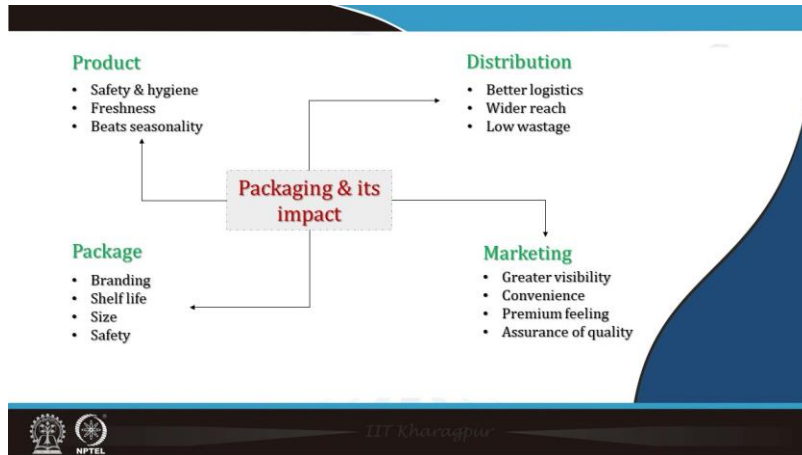 Product
• Safety & hygiene
• Freshness
• Beats seasonality
Distribution
• Better logistics
• Wider reach
• Low wastage
Packaging & its
impact
Package
• Branding
• Shelf life
• Size
• Safety
Marketing
• Greater visibility
• Convenience
• Premium feeling
• Assurance of quality
NPTEL
IIT Kharagpur